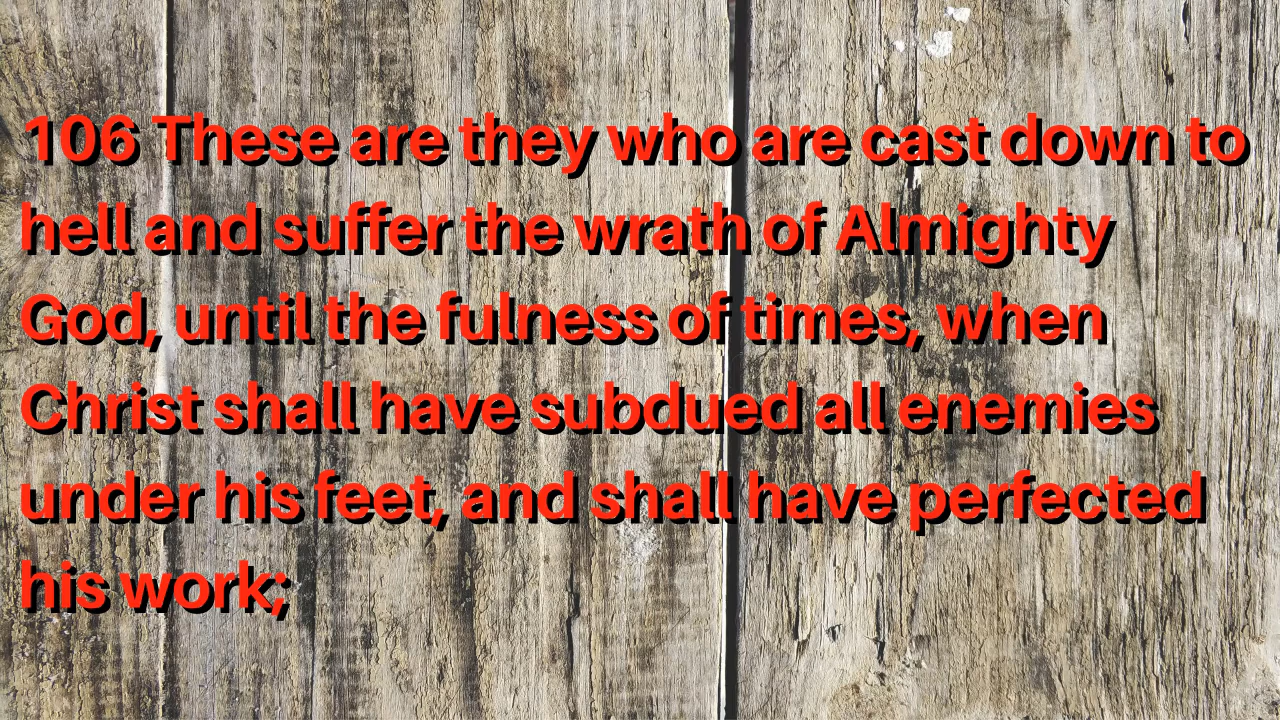 106 These are they who are cast down to
hell and suffer the wrath of Almighty
God, until the fulness of times, when
Christ shall have subdued all enemies
under his feet, and shall have perfected
his work;